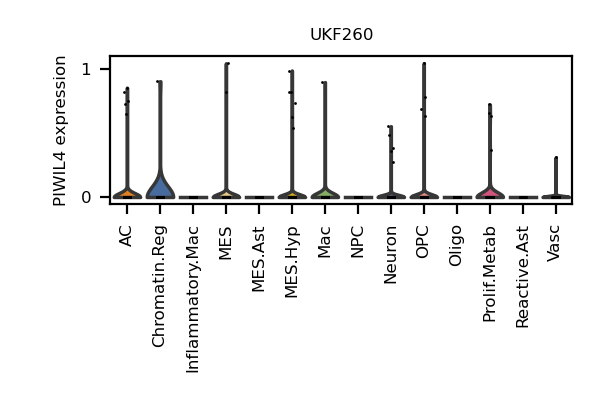 UKF260
PIWIL4 expression
1
0
AC
Chromatin.Reg
Inflammatory.Mac
MES
MES.Ast
MES.Hyp
Mac
NPC
Neuron
OPC
Oligo
Prolif.Metab
Reactive.Ast
Vasc